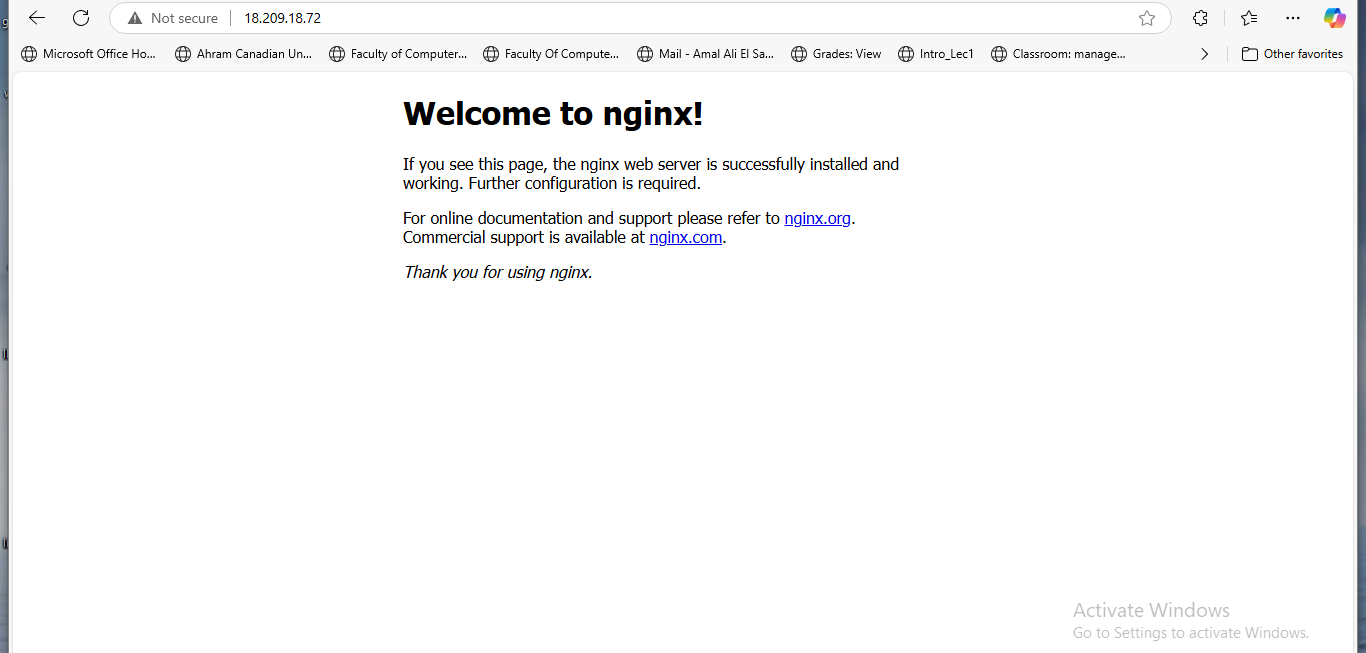 Not secure
18.209.18.72
Microsoft Office Ho...
Ahram Canadian Un...
Faculty of Computer...
Faculty Of Compute...
Mail - Amal Ali El Sa...
Grades: View
Intro_Lec1
Classroom: manage...
Other favorites
Welcome to nginx!
If you see this page, the nginx web server is successfully installed and
working. Further configuration is required.
For online documentation and support please refer to nginx.org.
Commercial support is available at nginx.com.
Thank you for using nginx.
Activate Windows
Go to Settings to activate Windows.